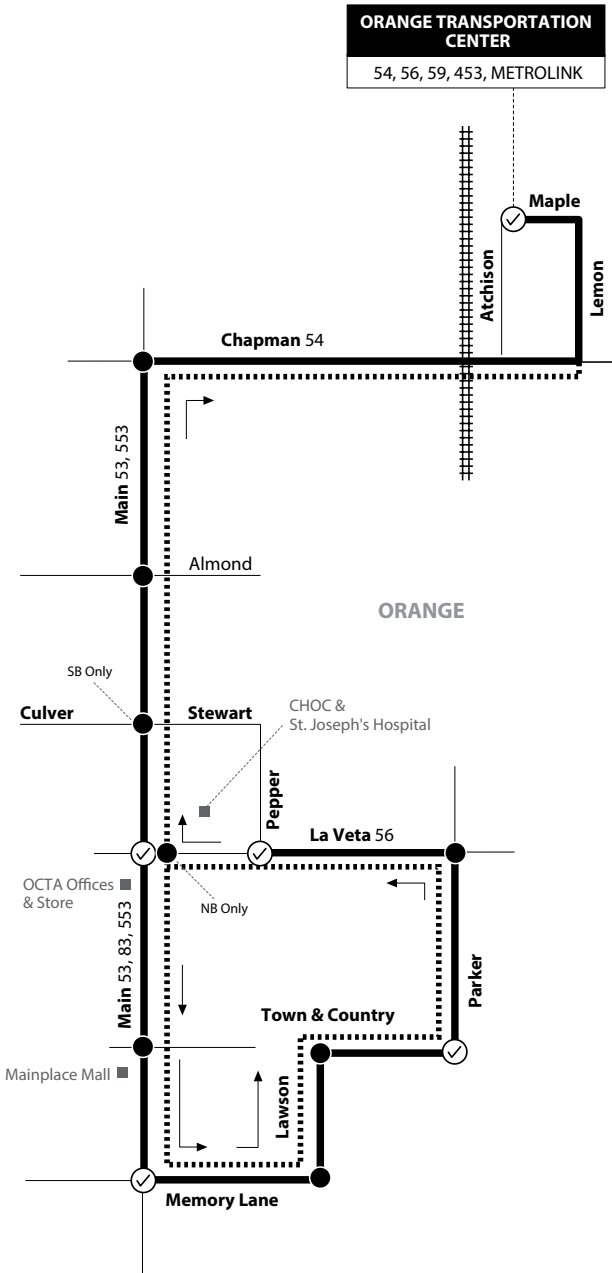 ORANGE TRANSPORTATION
CENTER
54, 56, 59, 453, METROLINK
Maple
Atchison
Lemon
Chapman 54
Main 53, 553
Almond
ORANGE
SB Only
Culver
Stewart
CHOC &
St. Joseph's Hospital
Pepper
La Veta 56
OCTA Offices
& Store
NB Only
Main 53, 83, 553
Parker
Town & Country
Mainplace Mall
Lawson
Memory Lane